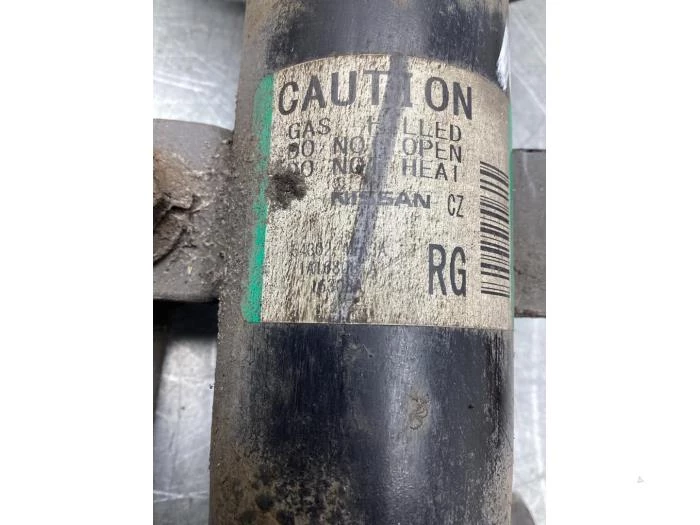 CAUTION
GAS FILLED
DO NOT OPEN
DO NOT HEAT
NISSAN CZ
RG